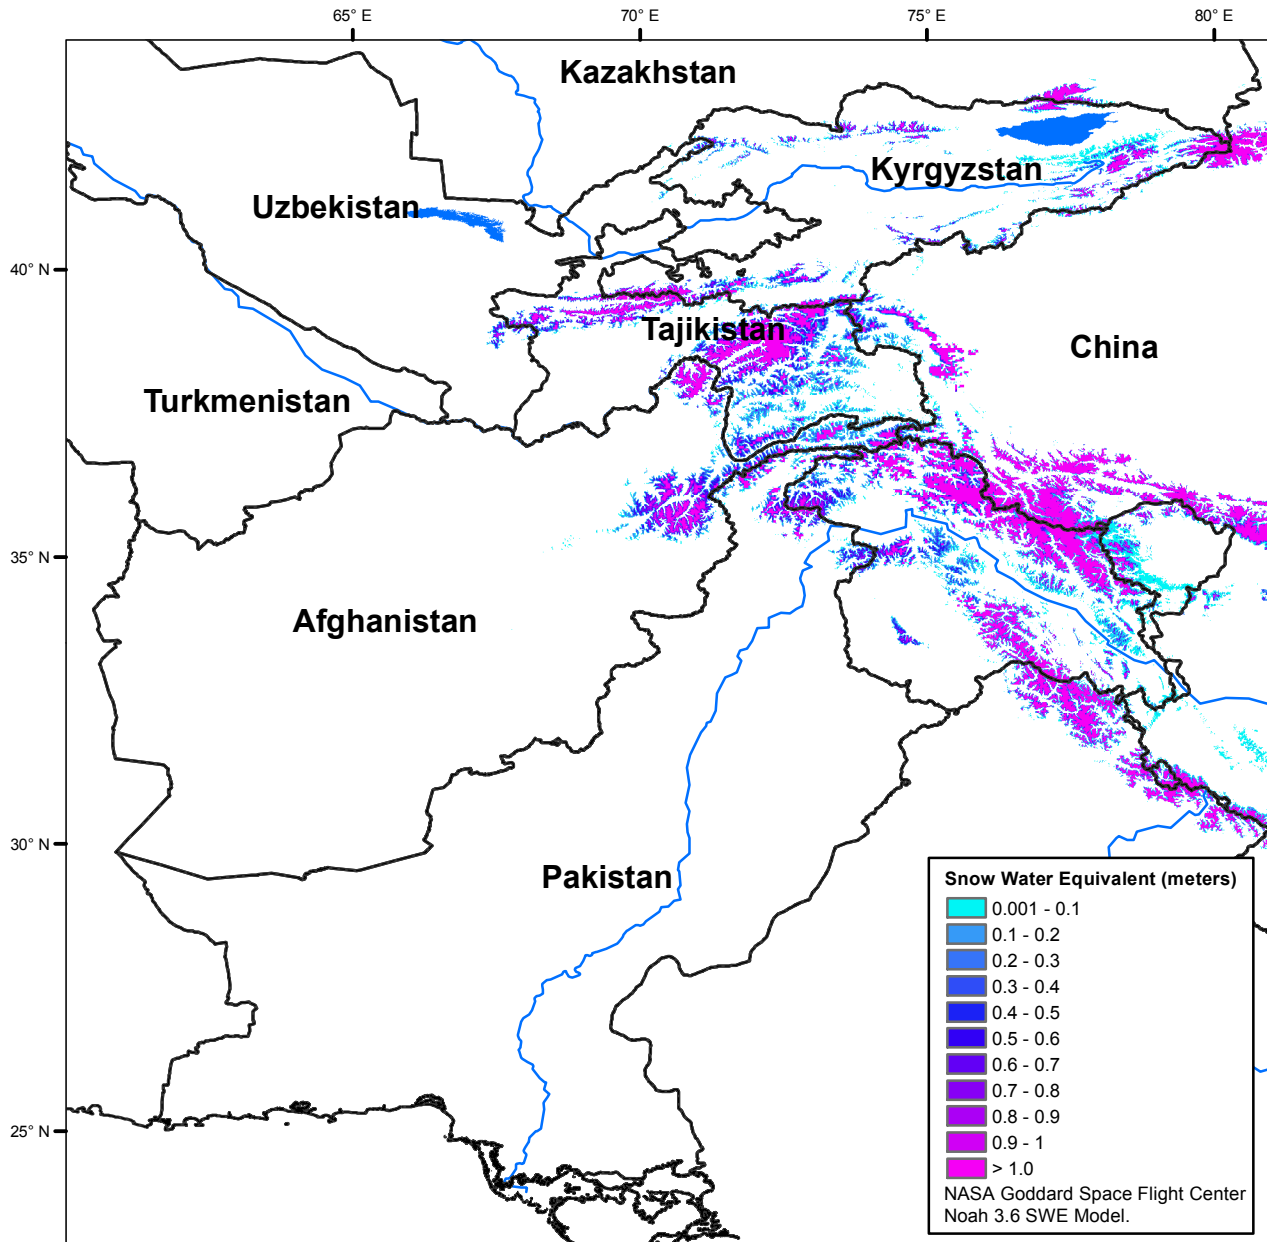 65° E
70° E
75° E
80° E
Kazakhstan
Kyrgyzstan
Uzbekistan
40° N
Tajikistan
China
Turkmenistan
35° N
Afghanistan
30° N
Pakistan
25° N
Snow Water Equivalent (meters)
0.001 - 0.1
0.1 - 0.2
0.2 - 0.3
0.3 - 0.4
0.4 - 0.5
0.5 - 0.6
0.6 - 0.7
0.7 - 0.8
0.8 - 0.9
0.9 - 1
> 1.0
NASA Goddard Space Flight Center
Noah 3.6 SWE Model.